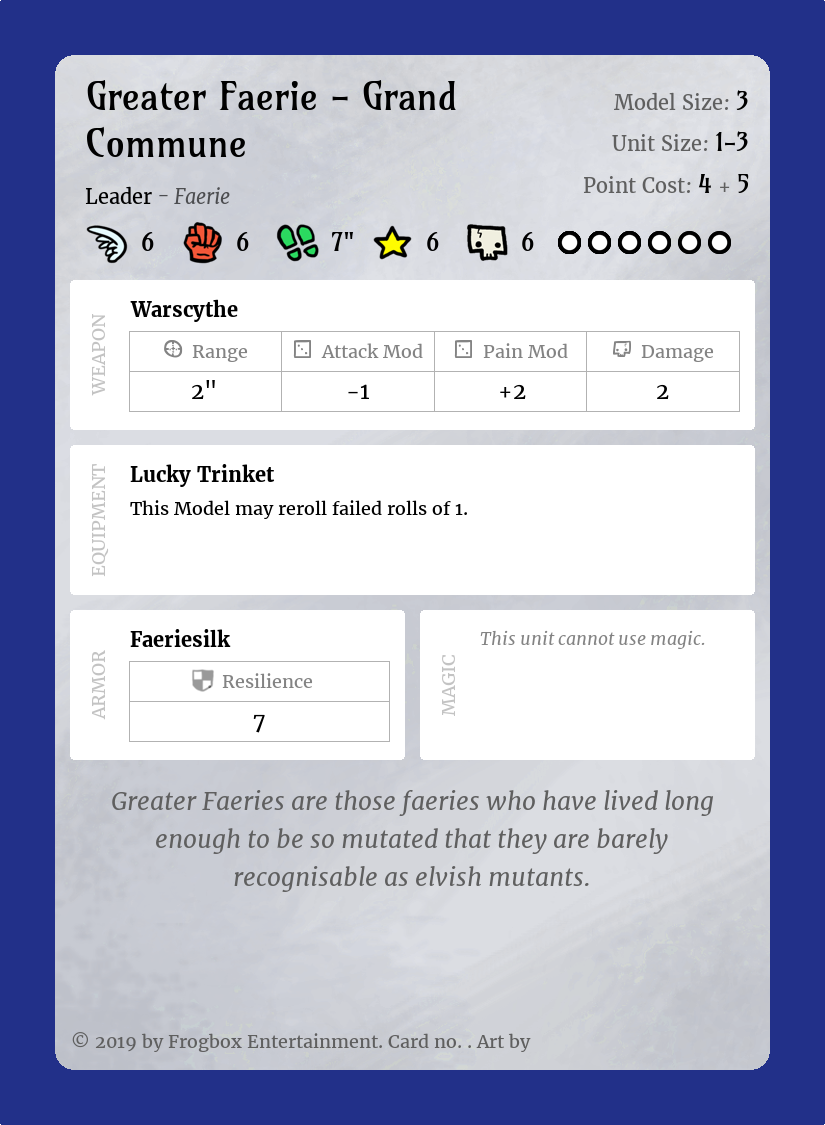 Greater Faerie – Grand
Commune
Leader - Faerie
Model Size: 3
Unit Size: 1-3
Point Cost: 4 + 5
6 6 7" 6 6
WEAPON
Warscythe
Range Attack Mod Pain Mod Damage
2" -1 +2 2
EQUIPMENT
Lucky Trinket
This Model may reroll failed rolls of 1.
ARMOR
Faeriesilk
Resilience
7
MAGIC
This unit cannot use magic.
Greater Faeries are those faeries who have lived long
enough to be so mutated that they are barely
recognisable as elvish mutants.
© 2019 by Frogbox Entertainment. Card no. . Art by